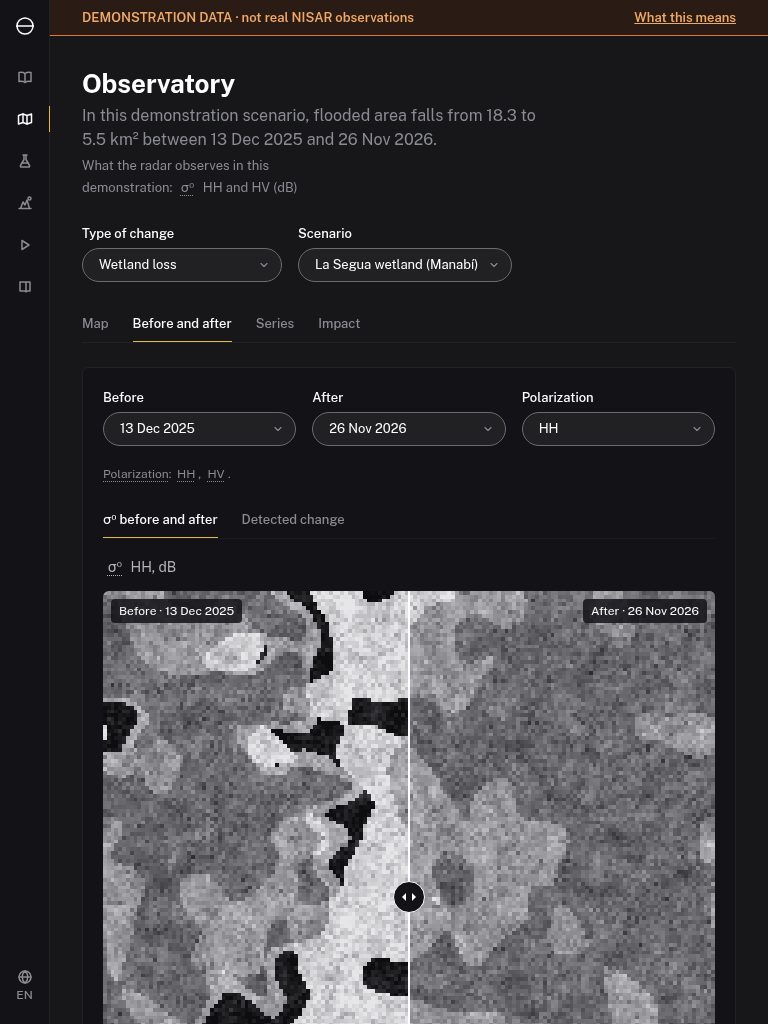 DEMONSTRATION DATA · not real NISAR observations
What this means
Observatory
In this demonstration scenario, flooded area falls from 18.3 to
5.5 km² between 13 Dec 2025 and 26 Nov 2026.
What the radar observes in this
demonstration: σ⁰ HH and HV (dB)
Type of change
Scenario
Wetland loss
La Segua wetland (Manabí)
Map
Before and after
Series
Impact
Before
After
Polarization
13 Dec 2025
26 Nov 2026
HH
Polarization: HH , HV .
σ⁰ before and after
Detected change
σ⁰ HH, dB
Before · 13 Dec 2025
After · 26 Nov 2026
EN